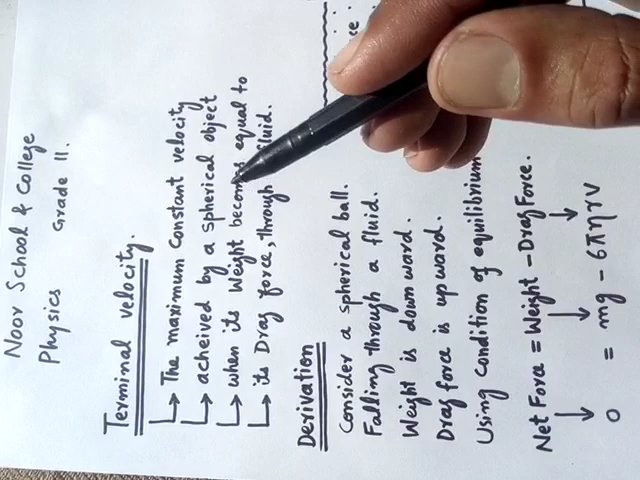 Noor School & College
Physics Grade 11.
Terminal velocity.
↳ The maximum Constant velocity
↳ acheived by a spherical object
↳ when its Weight becomes equal to
↳ its Drag force, through fluid.
Derivation
Consider a spherical ball.
Falling through a fluid.
Weight is down ward.
Drag force is upward.
Using Condition of equilibrium
Net Force = Weight - Drag Force.
↓ ↓ ↓
0 = mg - 6πηrv